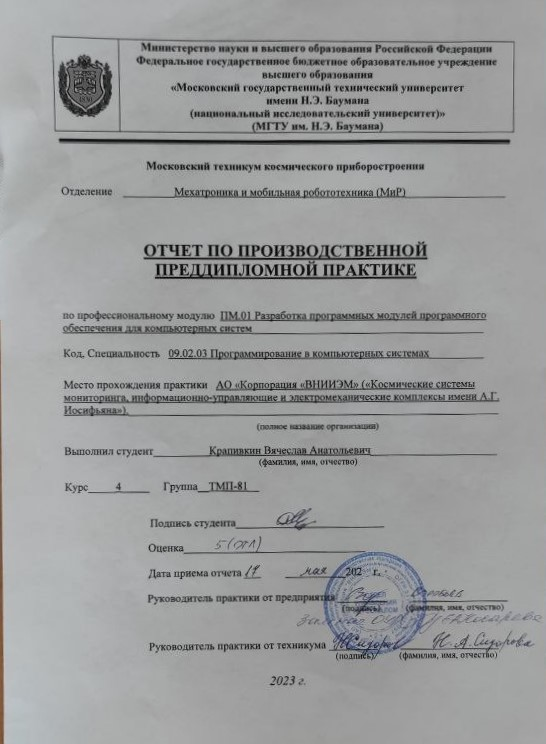 Министерство науки и высшего образования Российской Федерации
Федеральное государственное бюджетное образовательное учреждение
высшего образования
«Московский государственный технический университет
имени Н.Э. Баумана
(национальный исследовательский университет)»
(МГТУ им. Н.Э. Баумана)
1830
Московский техникум космического приборостроения
Отделение Мехатроника и мобильная робототехника (МиР)
ОТЧЕТ ПО ПРОИЗВОДСТВЕННОЙ
ПРЕДДИПЛОМНОЙ ПРАКТИКЕ
по профессиональному модулю ПМ.01 Разработка программных модулей программного
обеспечения для компьютерных систем
Код, Специальность 09.02.03 Программирование в компьютерных системах
Место прохождения практики АО «Корпорация «ВНИИЭМ» («Космические системы
мониторинга, информационно-управляющие и электромеханические комплексы имени А.Г.
Иосифьяна»),
(полное название организации)
Выполнил студент Крапивкин Вячеслав Анатольевич
(фамилия, имя, отчество)
Курс 4 Группа ТМП-81
Подпись студента
Оценка 5 (отл)
Дата приема отчета 19 мая 202 г.
Руководитель практики от предприятия
(подпись) (фамилия, имя, отчество)
Руководитель практики от техникума Н. А. Сидорова
(подпись) (фамилия, имя, отчество)
2023 г.